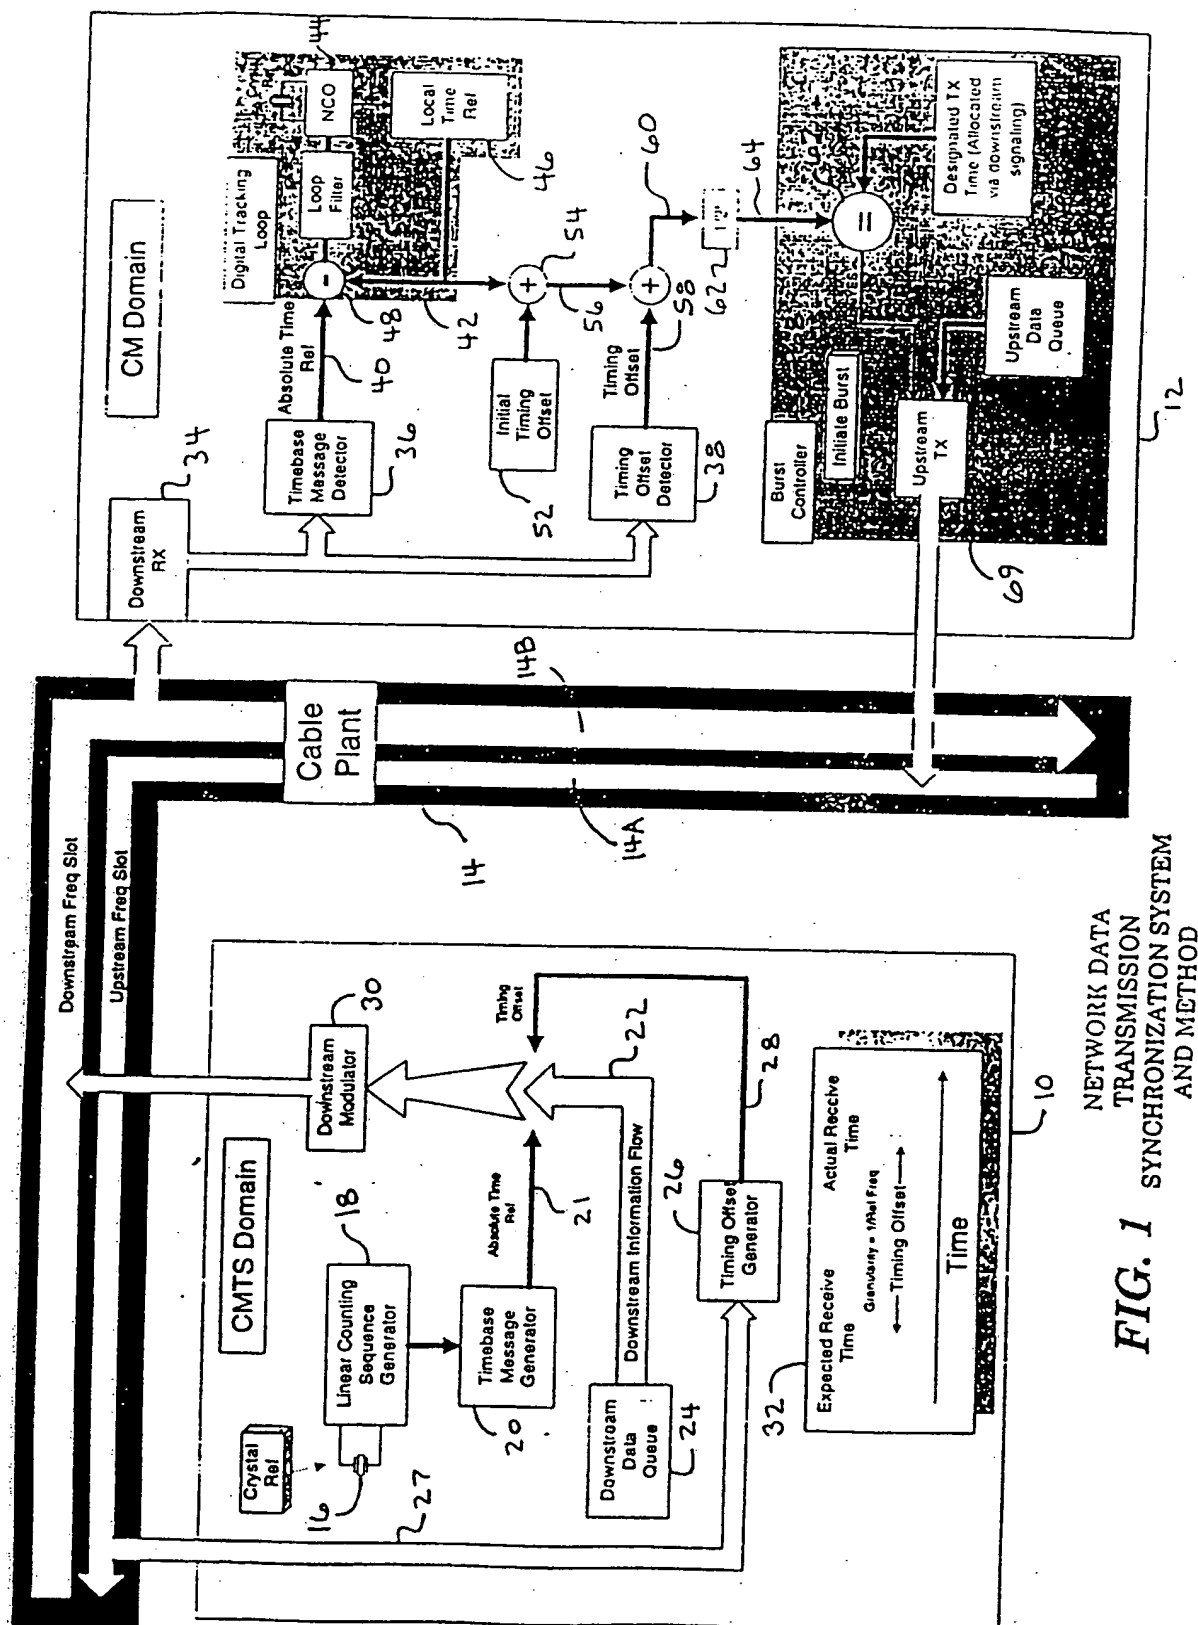 Downstream Freq Slot
Upstream Freq Slot
CMTS Domain
Crystal
Ref
16
27
Linear Counting
Sequence
Generator
18
Timebase
Message
Generator
20
Absolute Time
Ref
21
Downstream
Modulator
30
Timing
Offset
22
Downstream Information Flow
Downstream
Data
Queue
24
Timing Offset
Generator
26
28
32
Expected Receive
Time
Actual Receive
Time
Granularity = 1/Ref Freq
Timing Offset
Time
10
Cable
Plant
14
14A
14B
CM Domain
Downstream
RX
34
Timebase
Message
Detector
36
Absolute Time
Ref
40
Digital Tracking
Loop
Loop
Filter
NCO
44
Local
Time
Ref
46
-
48
42
Initial
Timing
Offset
52
+
54
56
Timing
Offset
Detector
38
Timing
Offset
58
+
60
62
64
Burst
Controller
Initiate Burst
=
Designated TX
Time (Allocated
via downstream
signaling)
Upstream
Data
Queue
Upstream
TX
69
12
FIG. 1
NETWORK DATA
TRANSMISSION
SYNCHRONIZATION SYSTEM
AND METHOD